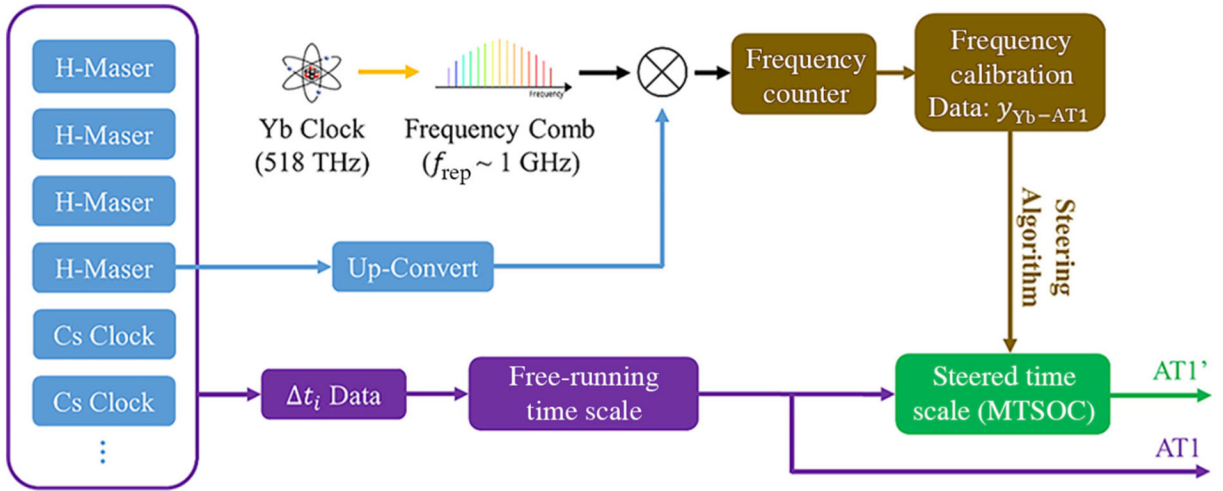 H-Maser
H-Maser
H-Maser
H-Maser
Cs Clock
Cs Clock
⋮
Yb Clock
(518 THz)
Frequency
Frequency Comb
(f_rep ~ 1 GHz)
Up-Convert
Frequency
counter
Frequency
calibration
Data: y_Yb−AT1
Steering
Algorithm
Δt_i Data
Free-running
time scale
Steered time
scale (MTSOC)
AT1’
AT1